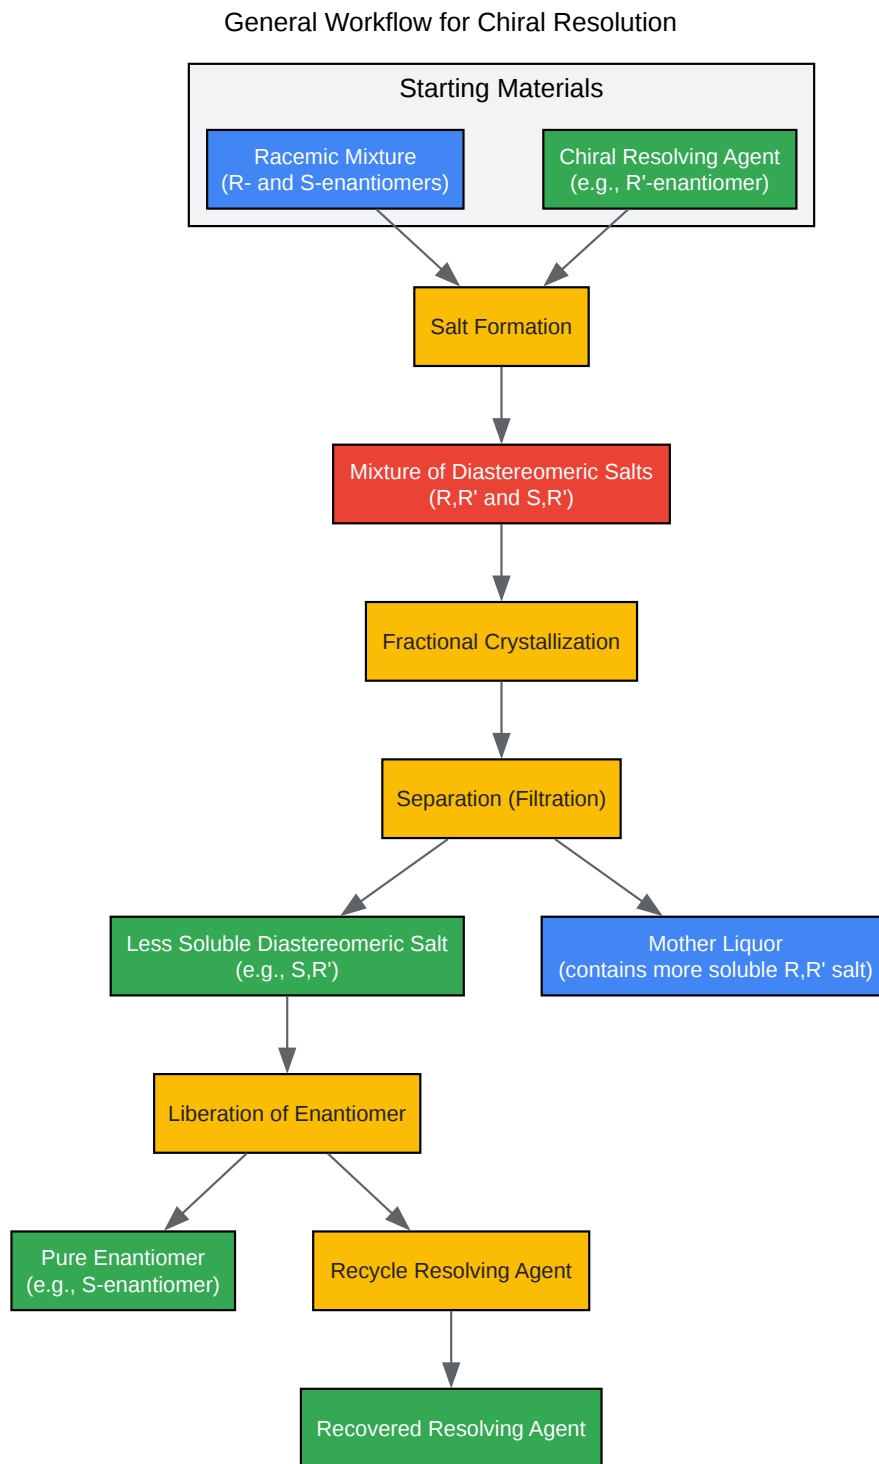 General Workflow for Chiral Resolution
Starting Materials
Racemic Mixture
(R- and S-enantiomers)
Chiral Resolving Agent
(e.g., R'-enantiomer)
Salt Formation
Mixture of Diastereomeric Salts
(R,R' and S,R')
Fractional Crystallization
Separation (Filtration)
Less Soluble Diastereomeric Salt
(e.g., S,R')
Mother Liquor
(contains more soluble R,R' salt)
Liberation of Enantiomer
Pure Enantiomer
(e.g., S-enantiomer)
Recycle Resolving Agent
Recovered Resolving Agent